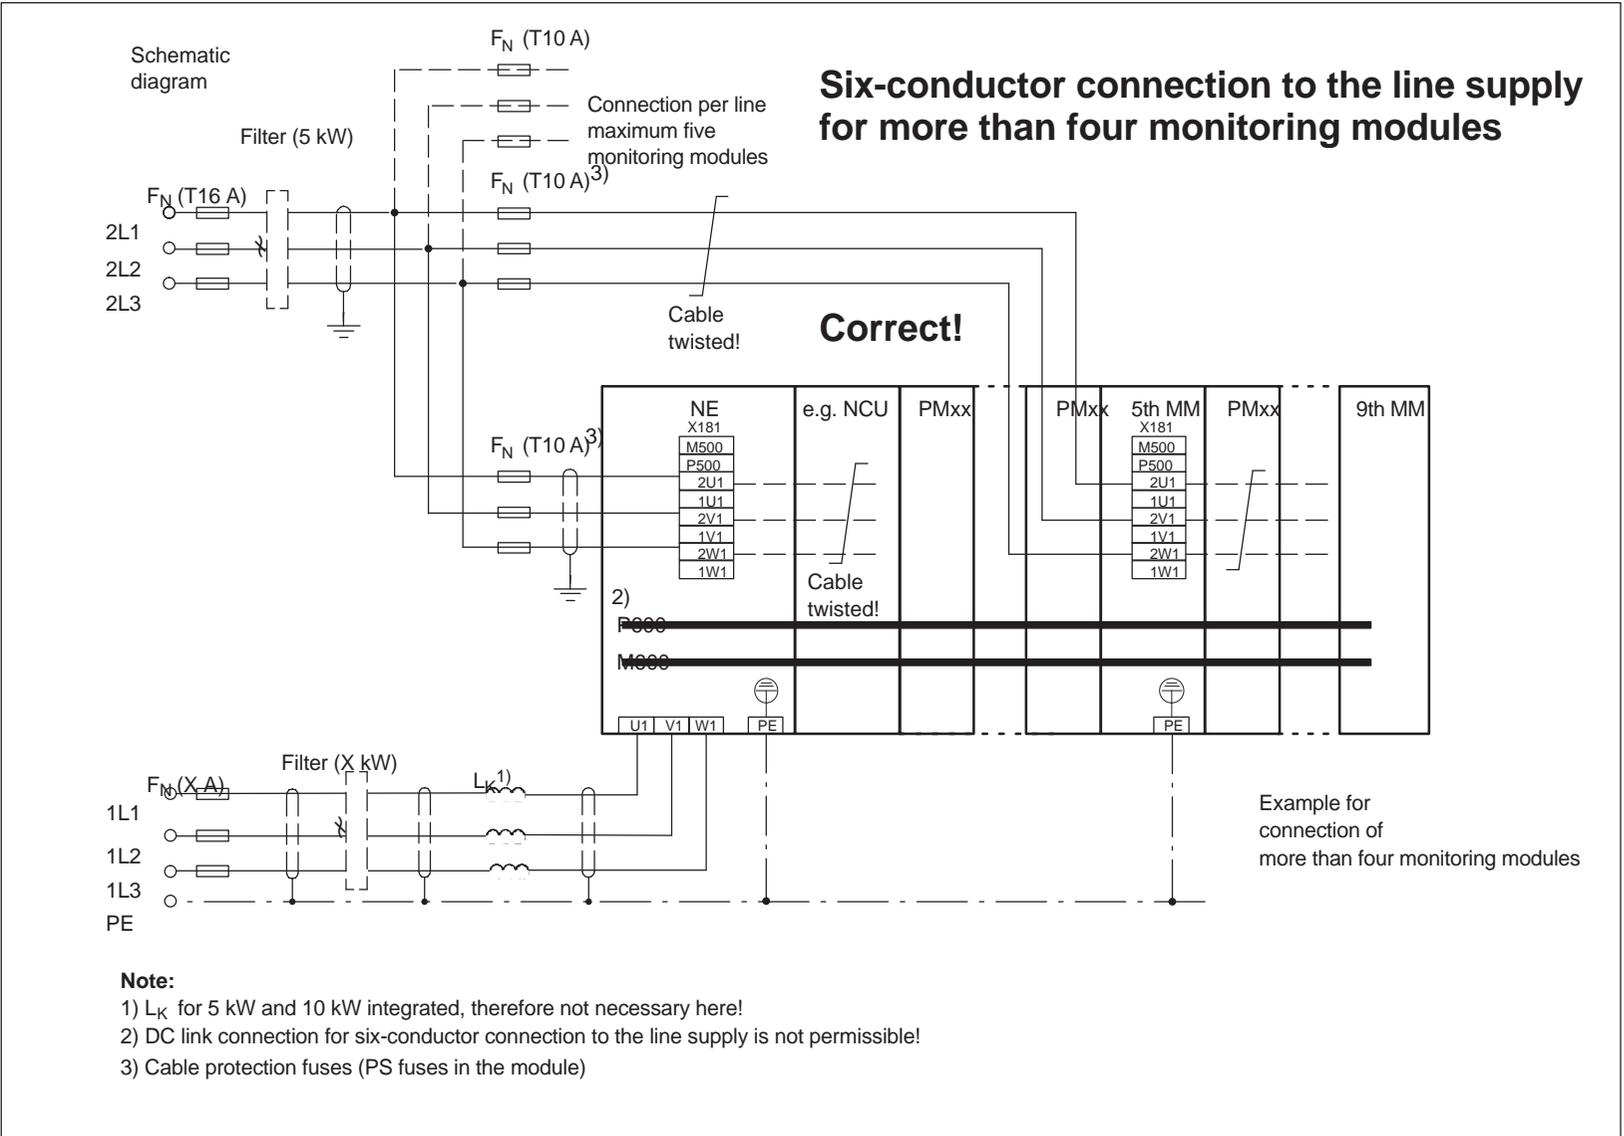 Schematic
diagram
F_N (T10 A)
Six-conductor connection to the line supply
for more than four monitoring modules
Connection per line
maximum five
monitoring modules
Filter (5 kW)
F_N (T16 A)
F_N (T10 A) 3)
2L1
2L2
2L3
Cable
twisted!
Correct!
NE
e.g. NCU
PMxx
PMxx
5th MM
PMxx
9th MM
X181
M500
P500
2U1
1U1
2V1
1V1
2W1
1W1
X181
M500
P500
2U1
1U1
2V1
1V1
2W1
1W1
F_N (T10 A) 3)
Cable
twisted!
2)
P600
M600
U1
V1
W1
PE
PE
Filter (X kW)
F_N (X A)
L_K 1)
1L1
1L2
1L3
PE
Example for
connection of
more than four monitoring modules
Note:
1) L_K for 5 kW and 10 kW integrated, therefore not necessary here!
2) DC link connection for six-conductor connection to the line supply is not permissible!
3) Cable protection fuses (PS fuses in the module)